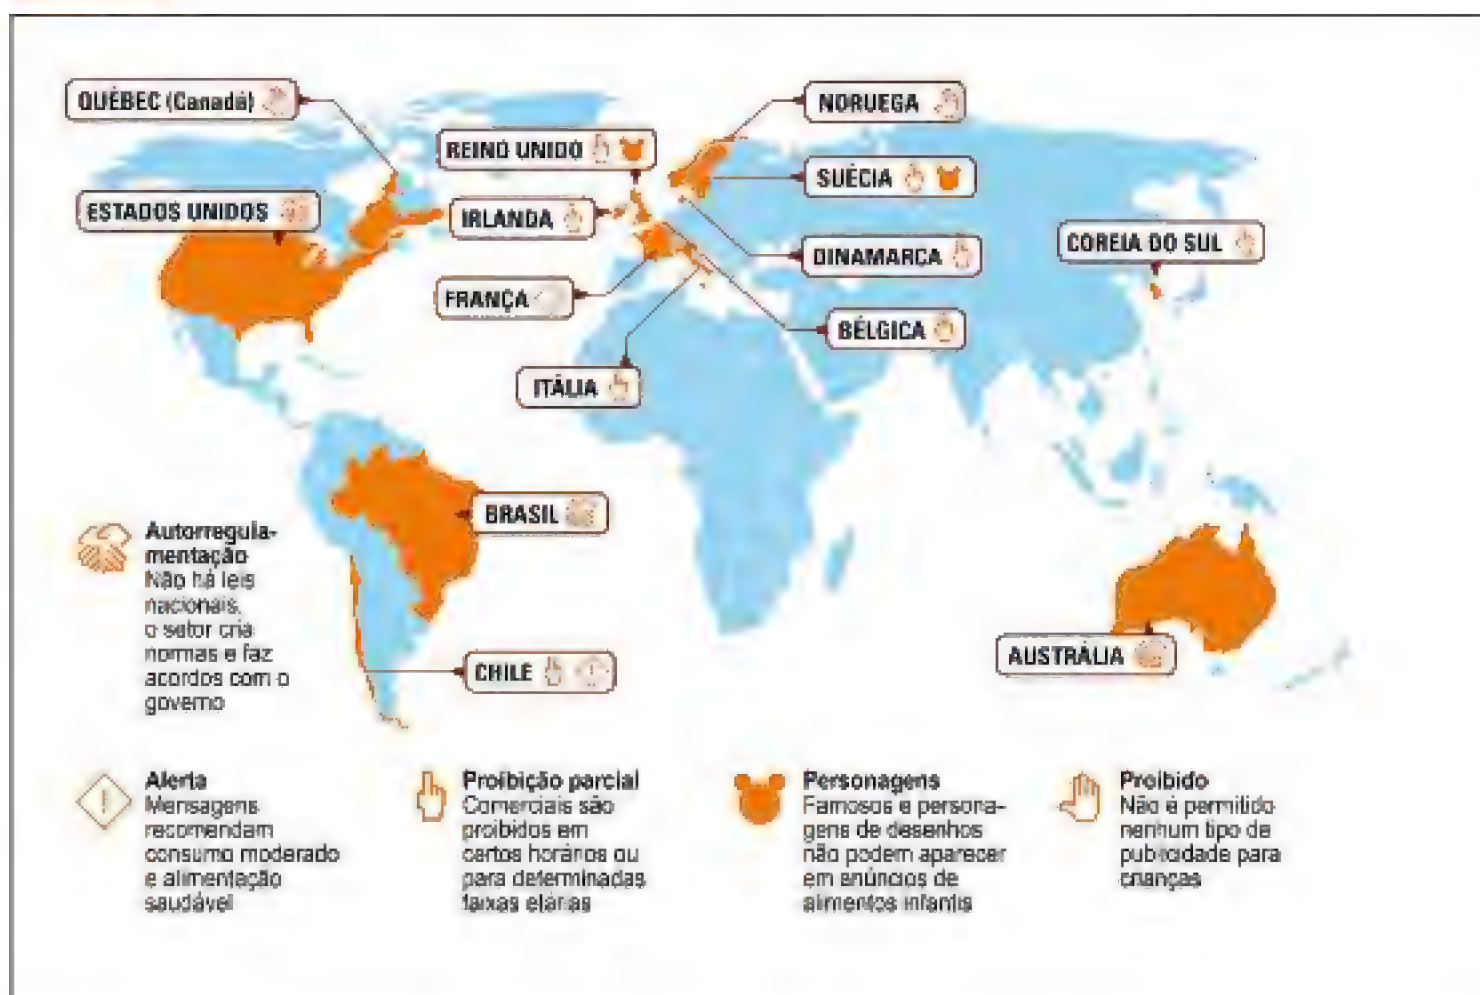 QUÉBEC (Canadá)
NORUEGA
REINO UNIDO
SUÉCIA
ESTADOS UNIDOS
IRLANDA
COREIA DO SUL
DINAMARCA
FRANÇA
BÉLGICA
ITÁLIA
BRASIL
CHILE
AUSTRÁLIA
Autorregula-
mentação
Não há leis
nacionais,
o setor cria
normas e faz
acordos com o
governo
Alerta
Mensagens
recomendam
consumo moderado
e alimentação
saudável
Proibição parcial
Comerciais são
proibidos em
certos horários ou
para determinadas
faixas etárias
Personagens
Famosos e persona-
gens de desenhos
não podem aparecer
em anúncios de
alimentos infantis
Proibido
Não é permitido
nenhum tipo de
publicidade para
crianças